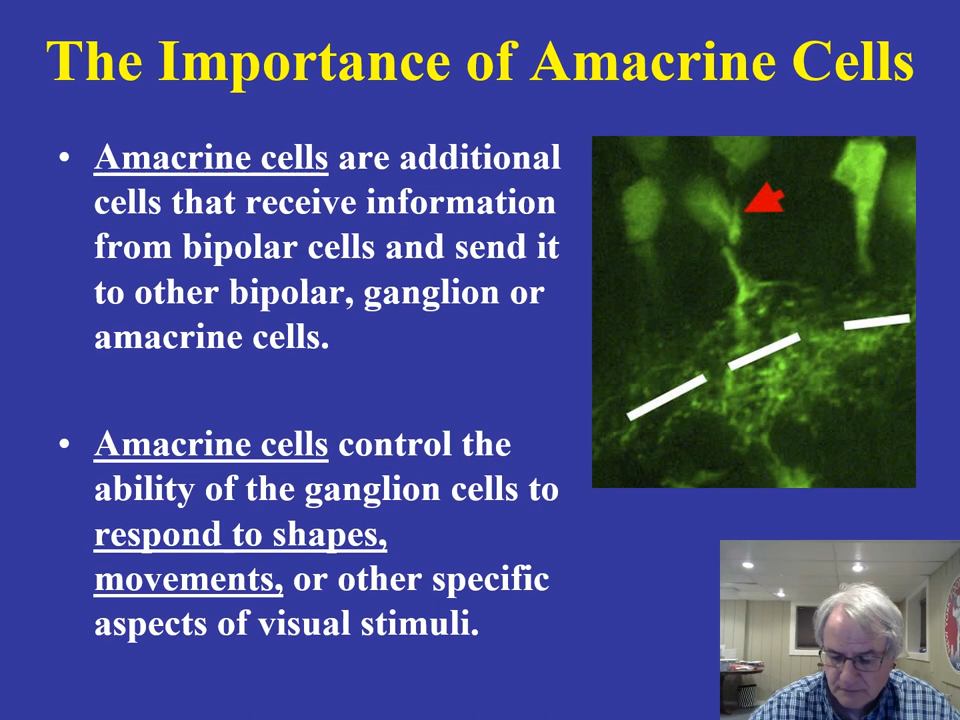 The Importance of Amacrine Cells
• Amacrine cells are additional
cells that receive information
from bipolar cells and send it
to other bipolar, ganglion or
amacrine cells.
• Amacrine cells control the
ability of the ganglion cells to
respond to shapes,
movements, or other specific
aspects of visual stimuli.